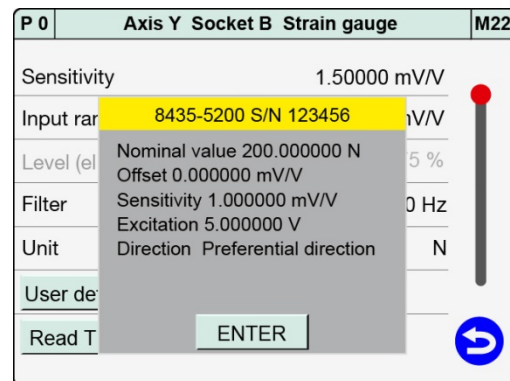 P 0 Axis Y Socket B Strain gauge M22
Sensitivity 1.50000 mV/V
Input ran mV/V
8435-5200 S/N 123456
Nominal value 200.000000 N
Level (el 5 %
Offset 0.000000 mV/V
Sensitivity 1.000000 mV/V
Filter 0 Hz
Excitation 5.000000 V
Unit N
Direction Preferential direction
User de
Read T
ENTER